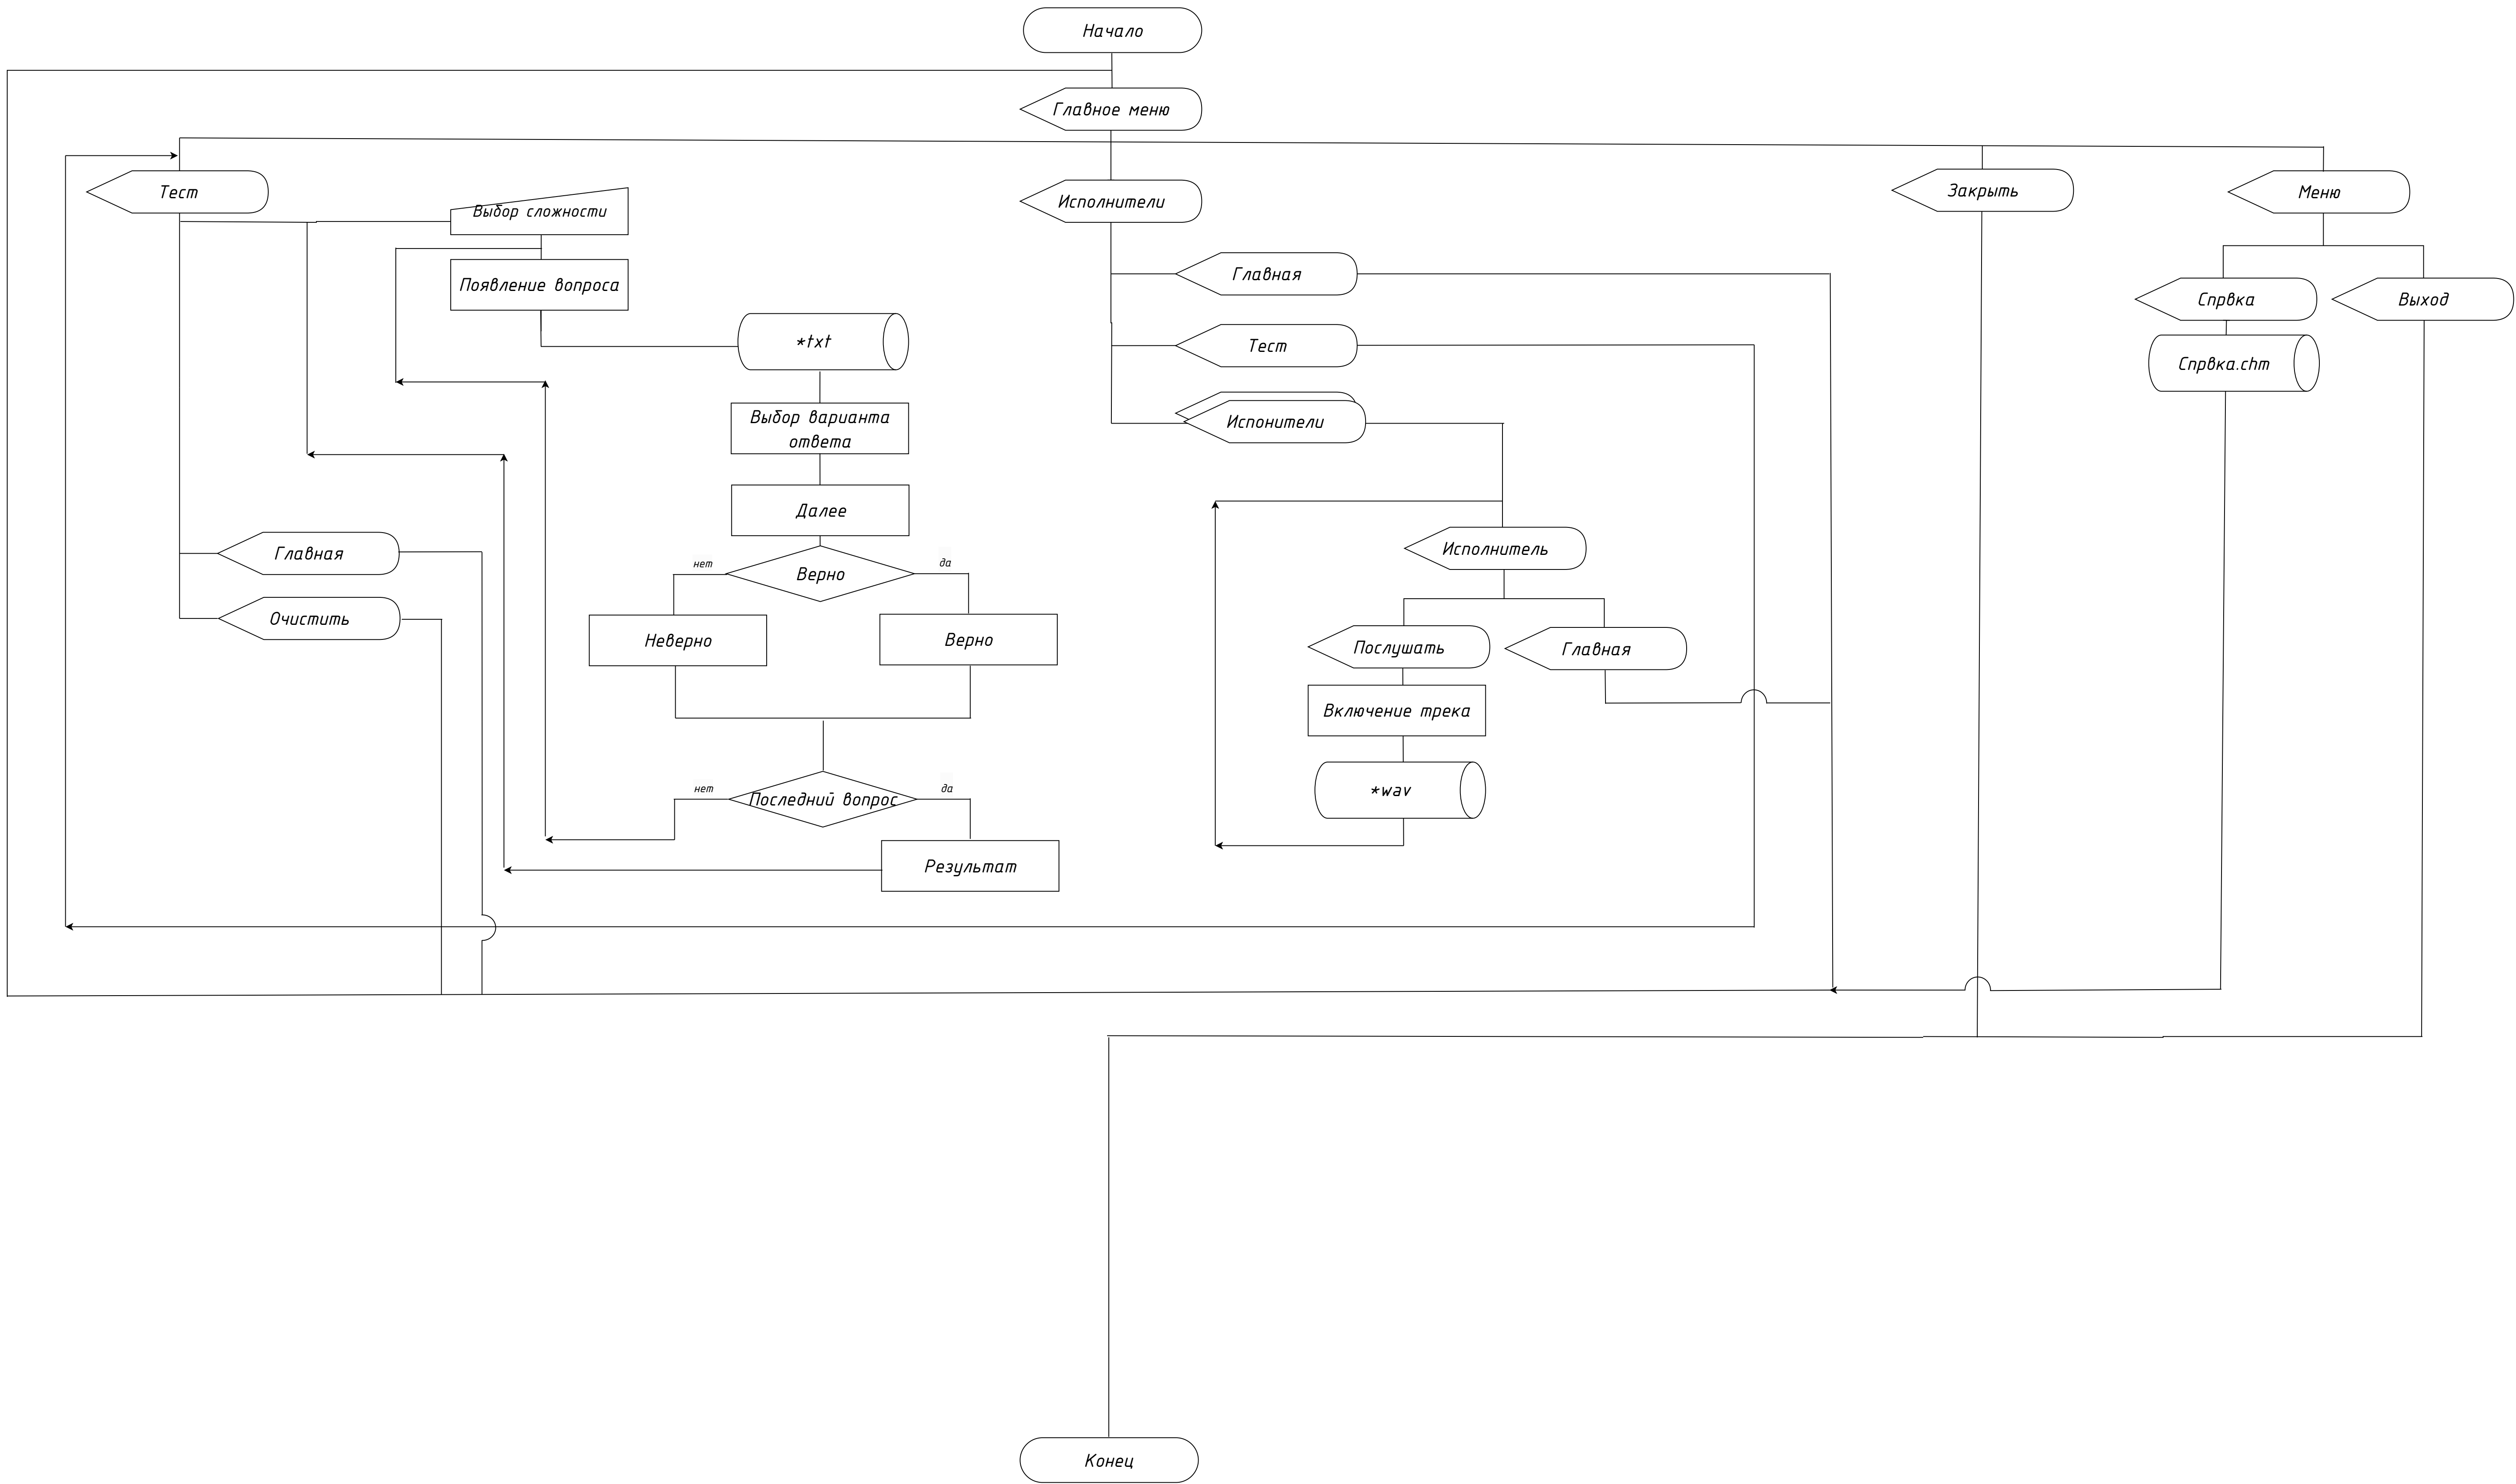 Начало
Главное меню
Тест
Исполнители
Закрыть
Меню
Выбор сложности
Появление вопроса
*txt
Выбор варианта
ответа
Далее
Верно
нет
да
Неверно
Верно
Последний вопрос
нет
да
Результат
Главная
Очистить
Главная
Тест
Испонители
Исполнитель
Послушать
Главная
Включение трека
*wav
Спрвка
Выход
Спрвка.chm
Конец